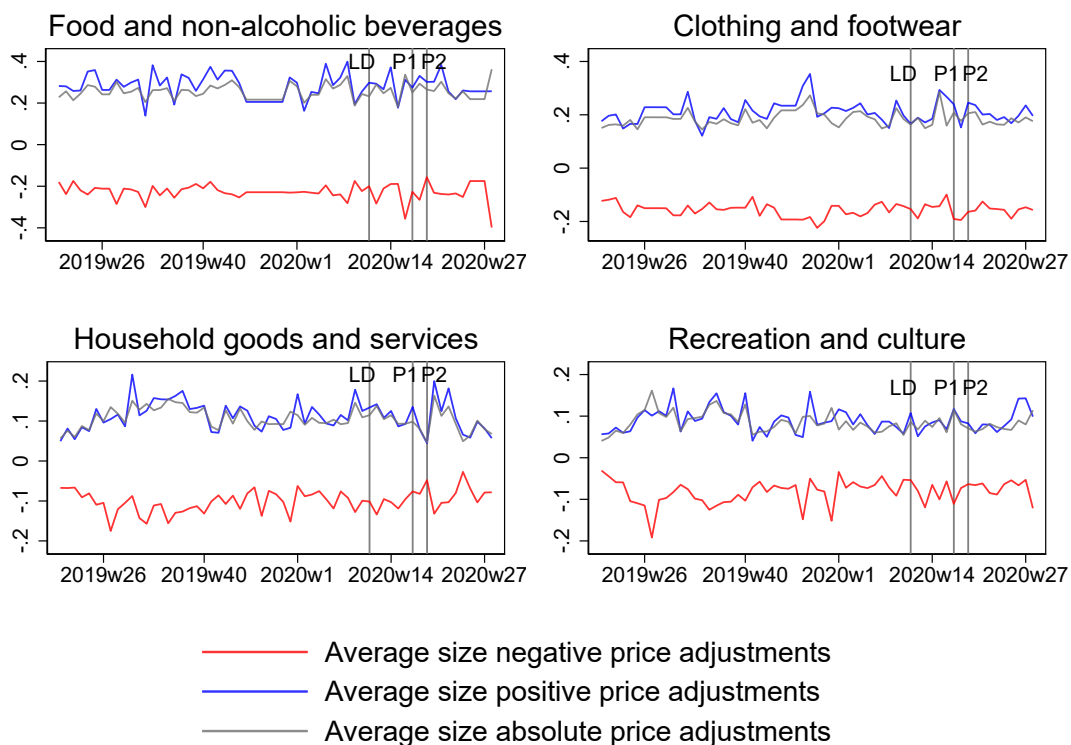 Food and non-alcoholic beverages
LD P1 P2
.4
.2
0
-.2
-.4
2019w26 2019w40 2020w1 2020w14 2020w27
Clothing and footwear
LD P1 P2
.4
.2
0
-.2
2019w26 2019w40 2020w1 2020w14 2020w27
Household goods and services
LD P1 P2
.2
.1
0
-.1
-.2
2019w26 2019w40 2020w1 2020w14 2020w27
Recreation and culture
LD P1 P2
.2
.1
0
-.1
-.2
2019w26 2019w40 2020w1 2020w14 2020w27
Average size negative price adjustments
Average size positive price adjustments
Average size absolute price adjustments